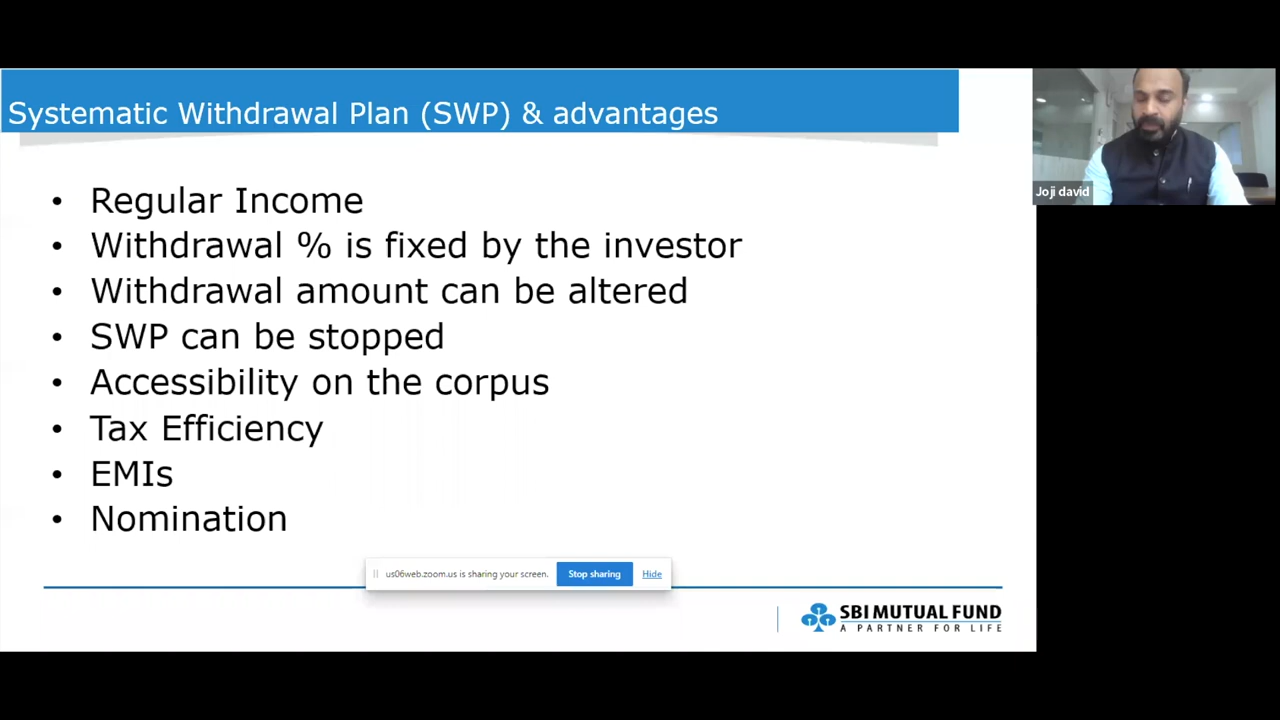 Systematic Withdrawal Plan (SWP) & advantages
Joji david
• Regular Income
• Withdrawal % is fixed by the investor
• Withdrawal amount can be altered
• SWP can be stopped
• Accessibility on the corpus
• Tax Efficiency
• EMIs
• Nomination
us06web.zoom.us is sharing your screen. Stop sharing Hide
SBI MUTUAL FUND
A PARTNER FOR LIFE